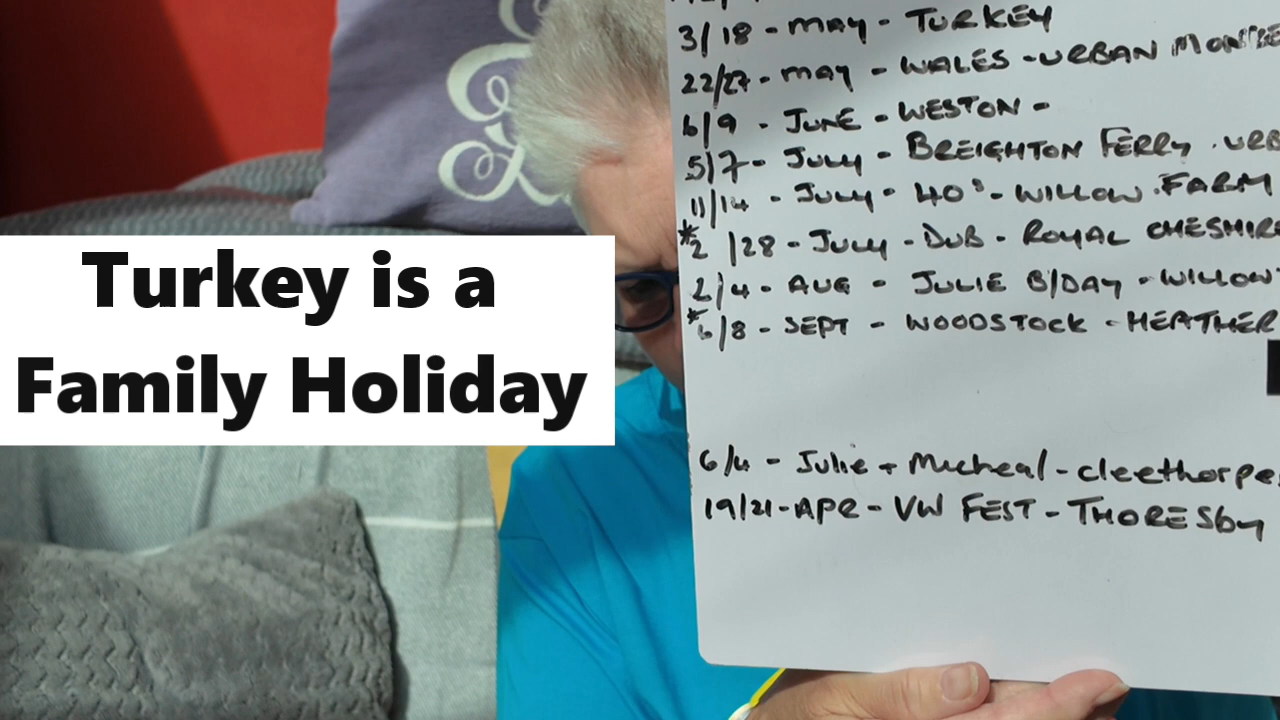 Turkey is a
Family Holiday
3/18 - MAY - TURKEY
22/27 - MAY - WALES - URBAN
6/9 - JUNE - WESTON -
5/7 - JULY - BREIGHTON FERRY .
11/14 - JULY - 40's - WILLOW FARM
*2 /28 - JULY - DUB - ROYAL CHESHIRE
2/4 - AUG - JULIE B/DAY - WILLOW
*6/8 - SEPT - WOODSTOCK - HEATHER
6/4 - Julie + Micheal - cleethorpes
19/21 - APR - VW FEST - THORESby